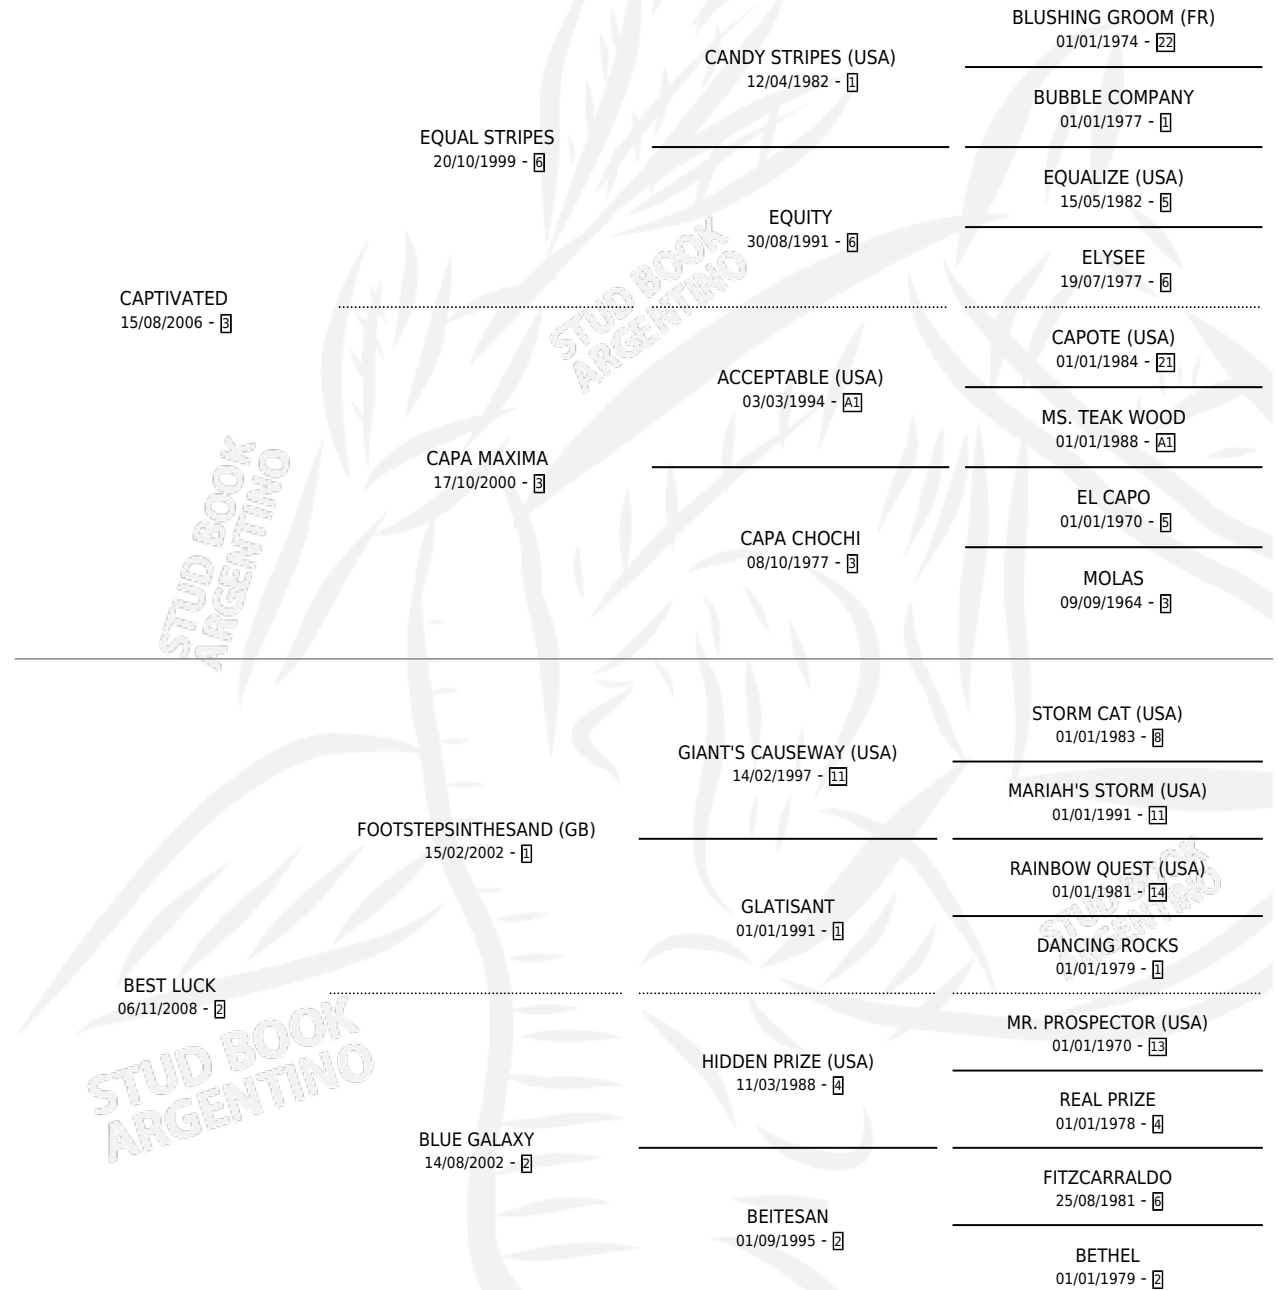 BLUSHING GROOM (FR)
01/01/1974 - 22
CANDY STRIPES (USA)
12/04/1982 - 1
BUBBLE COMPANY
01/01/1977 - 1
EQUAL STRIPES
20/10/1999 - 6
EQUALIZE (USA)
15/05/1982 - 5
EQUITY
30/08/1991 - 6
ELYSEE
19/07/1977 - 6
CAPTIVATED
15/08/2006 - 3
CAPOTE (USA)
01/01/1984 - 21
ACCEPTABLE (USA)
03/03/1994 - A1
MS. TEAK WOOD
01/01/1988 - A1
CAPA MAXIMA
17/10/2000 - 3
EL CAPO
01/01/1970 - 5
CAPA CHOCHI
08/10/1977 - 3
MOLAS
09/09/1964 - 3
STUD BOOK
ARGENTINO
STUD BOOK
ARGENTINO
STORM CAT (USA)
01/01/1983 - 8
GIANT'S CAUSEWAY (USA)
14/02/1997 - 11
MARIAH'S STORM (USA)
01/01/1991 - 11
FOOTSTEPSINTHESAND (GB)
15/02/2002 - 1
RAINBOW QUEST (USA)
01/01/1981 - 14
GLATISANT
01/01/1991 - 1
DANCING ROCKS
01/01/1979 - 1
BEST LUCK
06/11/2008 - 2
MR. PROSPECTOR (USA)
01/01/1970 - 13
HIDDEN PRIZE (USA)
11/03/1988 - 4
REAL PRIZE
01/01/1978 - 4
BLUE GALAXY
14/08/2002 - 2
FITZCARRALDO
25/08/1981 - 6
BEITESAN
01/09/1995 - 2
BETHEL
01/01/1979 - 2
STUD BOOK
ARGENTINO
STUD BOOK
ARGENTINO